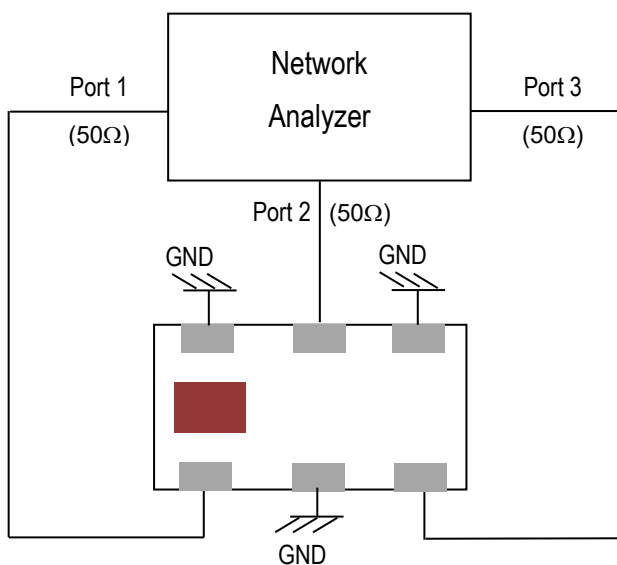 Network
Analyzer
Port 1
(50Ω)
Port 3
(50Ω)
Port 2 (50Ω)
GND
GND
GND